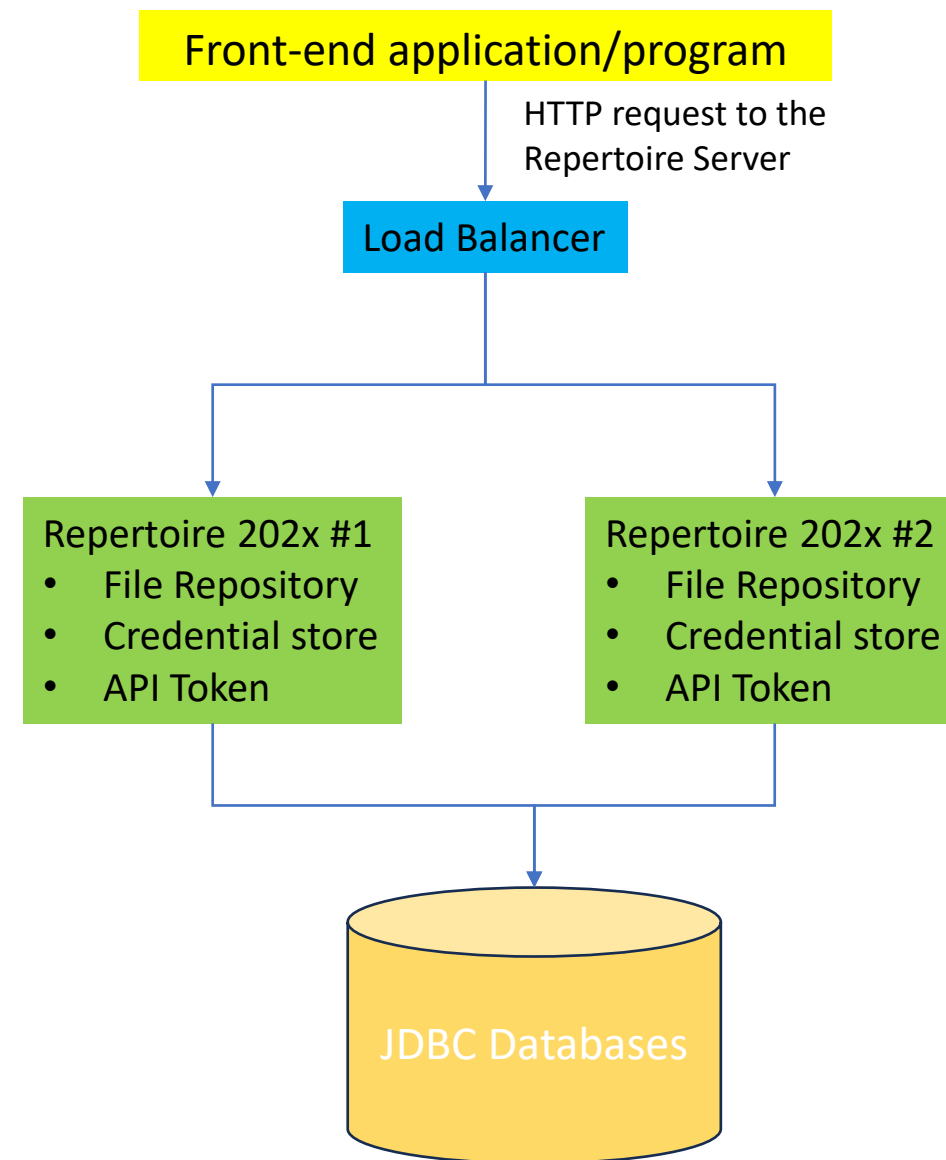 Front-end application/program
HTTP request to the
Repertoire Server
Load Balancer
Repertoire 202x #1
• File Repository
• Credential store
• API Token
Repertoire 202x #2
• File Repository
• Credential store
• API Token
JDBC Databases